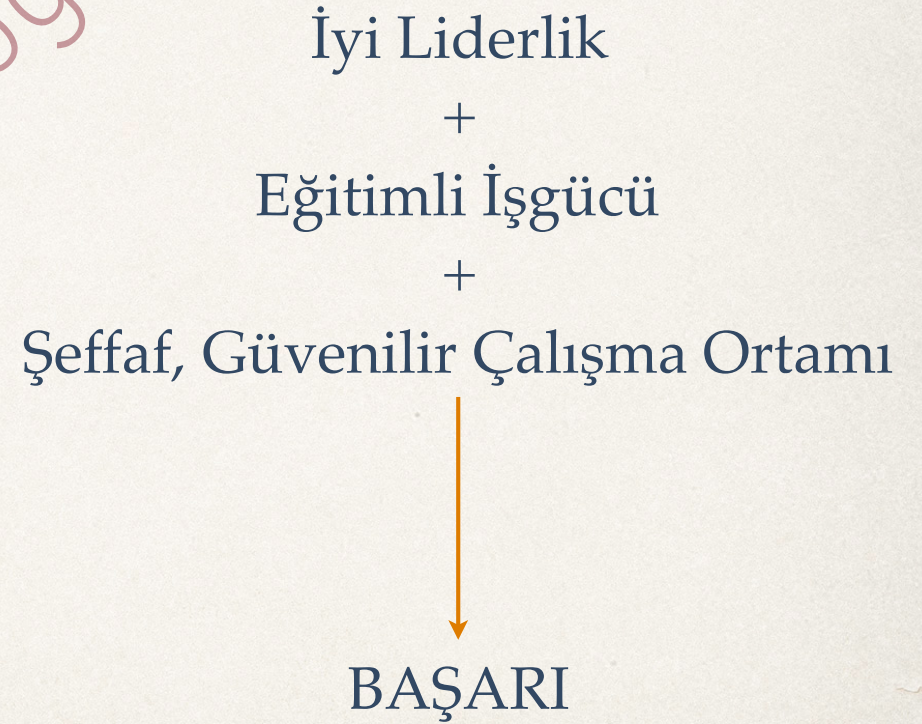 İyi Liderlik
+
Eğitimli İşgücü
+
Şeffaf, Güvenilir Çalışma Ortamı
BAŞARI